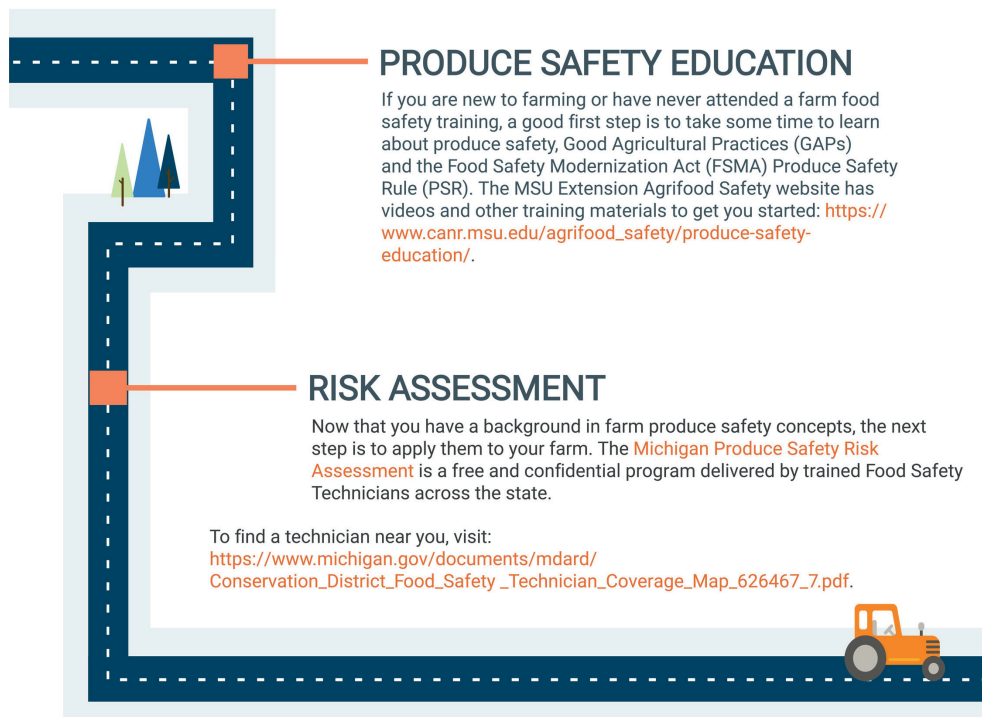 PRODUCE SAFETY EDUCATION
If you are new to farming or have never attended a farm food
safety training, a good first step is to take some time to learn
about produce safety, Good Agricultural Practices (GAPs)
and the Food Safety Modernization Act (FSMA) Produce Safety
Rule (PSR). The MSU Extension Agrifood Safety website has
videos and other training materials to get you started: https://
www.canr.msu.edu/agrifood_safety/produce-safety-
education/.
RISK ASSESSMENT
Now that you have a background in farm produce safety concepts, the next
step is to apply them to your farm. The Michigan Produce Safety Risk
Assessment is a free and confidential program delivered by trained Food Safety
Technicians across the state.
To find a technician near you, visit:
https://www.michigan.gov/documents/mdard/
Conservation_District_Food_Safety _Technician_Coverage_Map_626467_7.pdf.